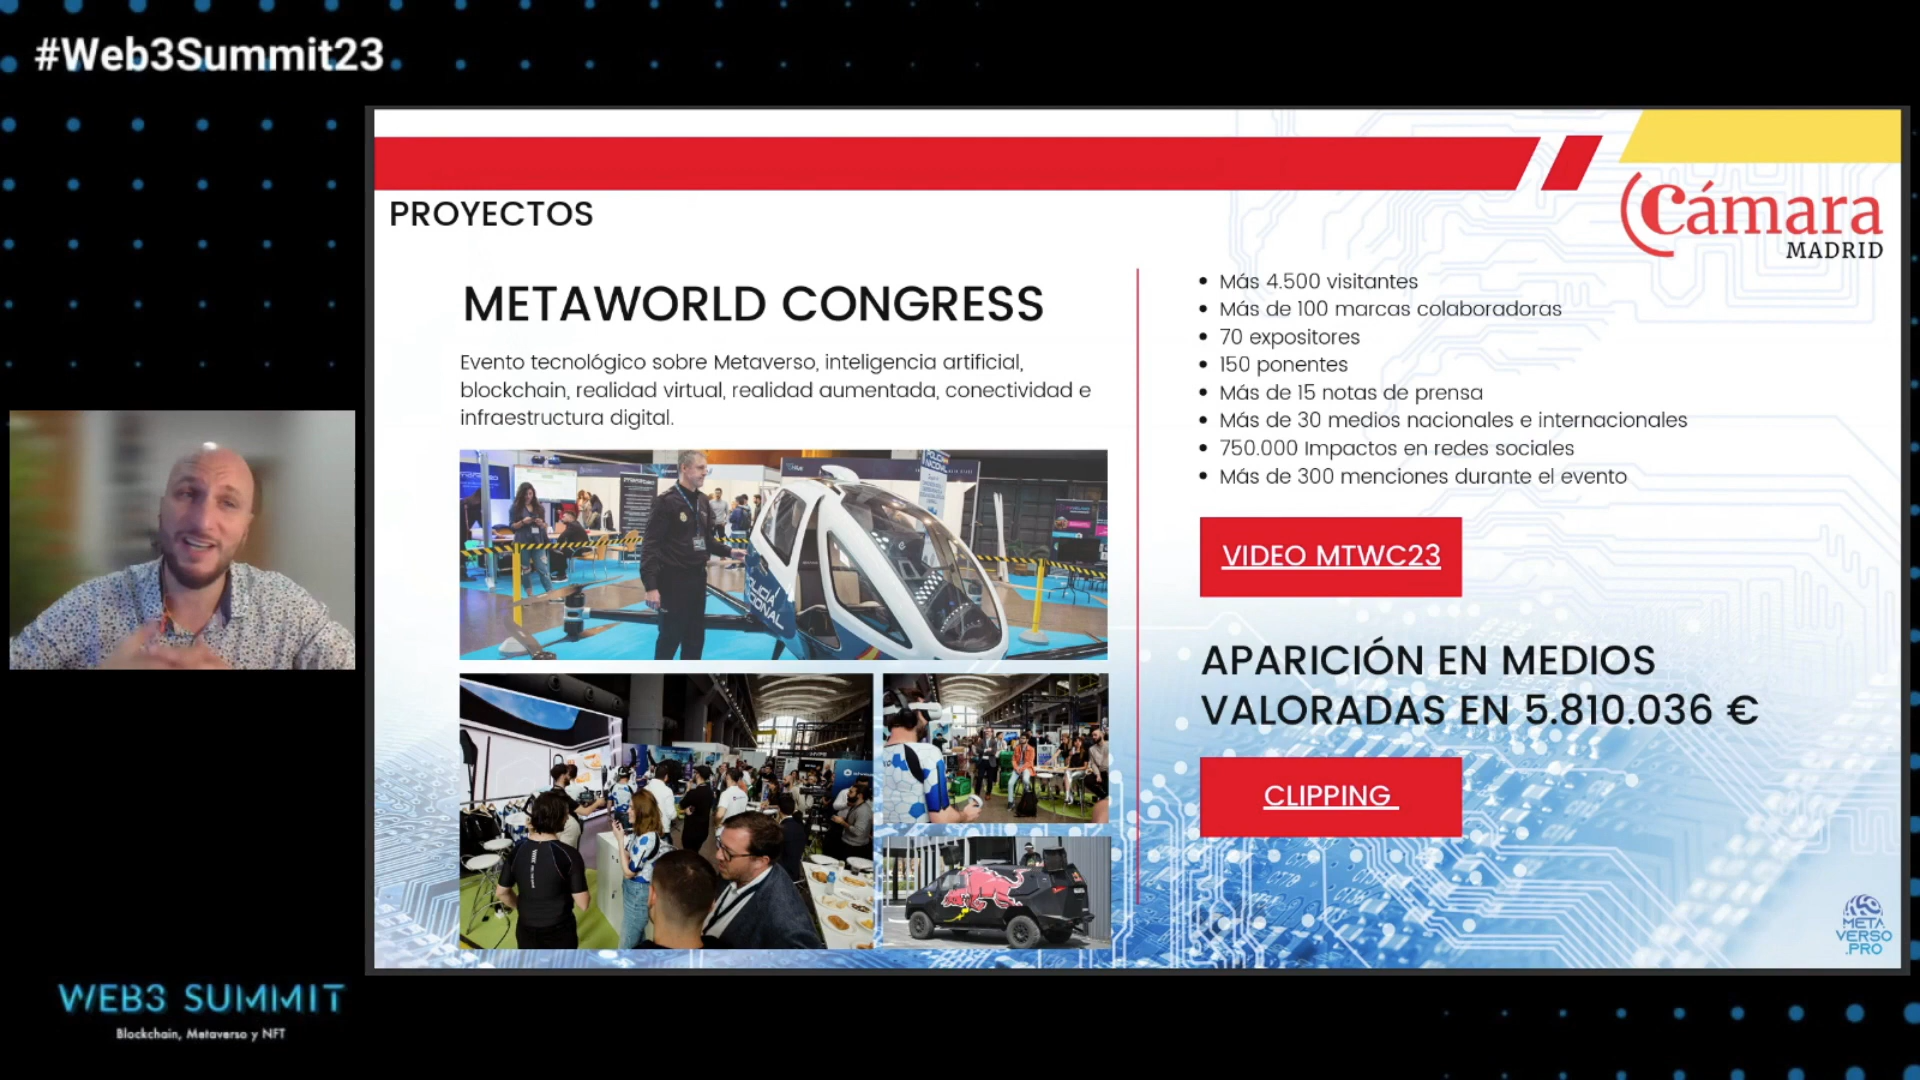 #Web3Summit23
PROYECTOS
Cámara
MADRID
METAWORLD CONGRESS
Evento tecnológico sobre Metaverso, inteligencia artificial,
blockchain, realidad virtual, realidad aumentada, conectividad e
infraestructura digital.
POLICIA
NACIONAL
• Más 4.500 visitantes
• Más de 100 marcas colaboradoras
• 70 expositores
• 150 ponentes
• Más de 15 notas de prensa
• Más de 30 medios nacionales e internacionales
• 750.000 Impactos en redes sociales
• Más de 300 menciones durante el evento
VIDEO MTWC23
APARICIÓN EN MEDIOS
VALORADAS EN 5.810.036 €
CLIPPING
META
VERSO
.PRO
WEB3 SUMMIT
Blockchain, Metaverso y NFT